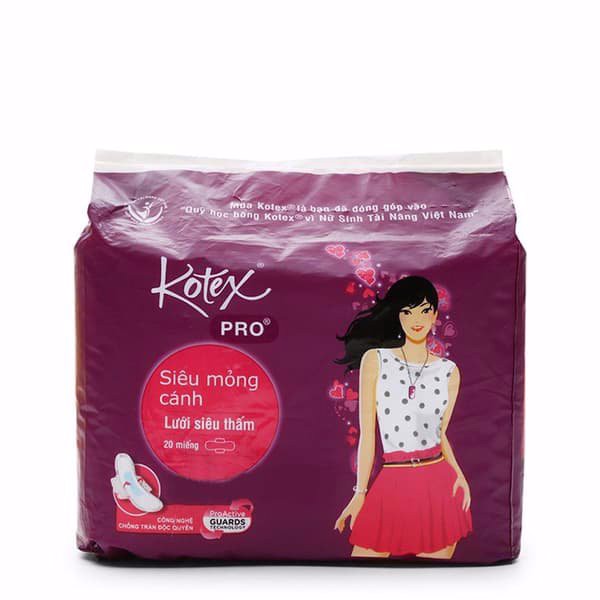 Mua Kotex® là bạn đã đóng góp vào
"Quỹ học bổng Kotex® vì Nữ Sinh Tài Năng Việt Nam"
Kotex®
PRO®
Siêu mỏng
cánh
Lưới siêu thấm
20 miếng
CÔNG NGHỆ
CHỐNG TRÀN ĐỘC QUYỀN
ProActive
GUARDS
TECHNOLOGY